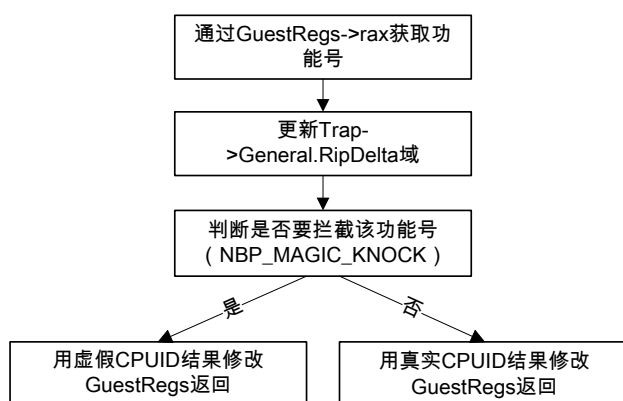 通过GuestRegs->rax获取功
能号
更新Trap-
>General.RipDelta域
判断是否要拦截该功能号
（NBP_MAGIC_KNOCK）
是
否
用虚假CPUID结果修改
GuestRegs返回
用真实CPUID结果修改
GuestRegs返回